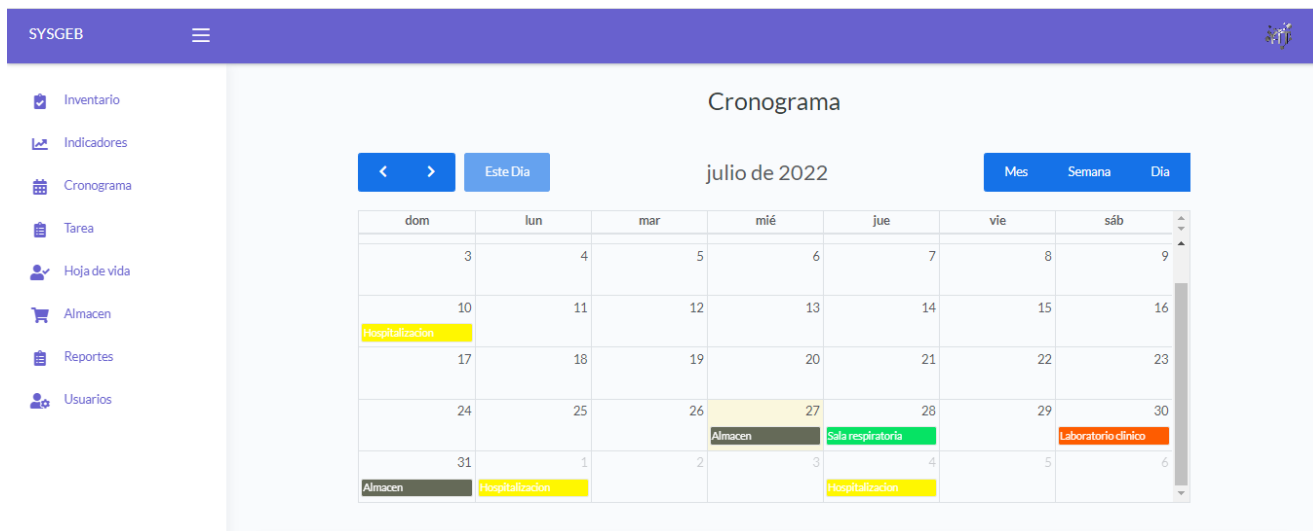 SYSGEB
Inventario
Indicadores
Cronograma
Tarea
Hoja de vida
Almacen
Reportes
Usuarios
Cronograma
Este Dia
julio de 2022
Mes Semana Dia
dom lun mar mié jue vie sáb
3 4 5 6 7 8 9
10 11 12 13 14 15 16
Hospitalizacion
17 18 19 20 21 22 23
24 25 26 27 28 29 30
Almacen Sala respiratoria Laboratorio clinico
31 1 2 3 4 5 6
Almacen Hospitalizacion Hospitalizacion